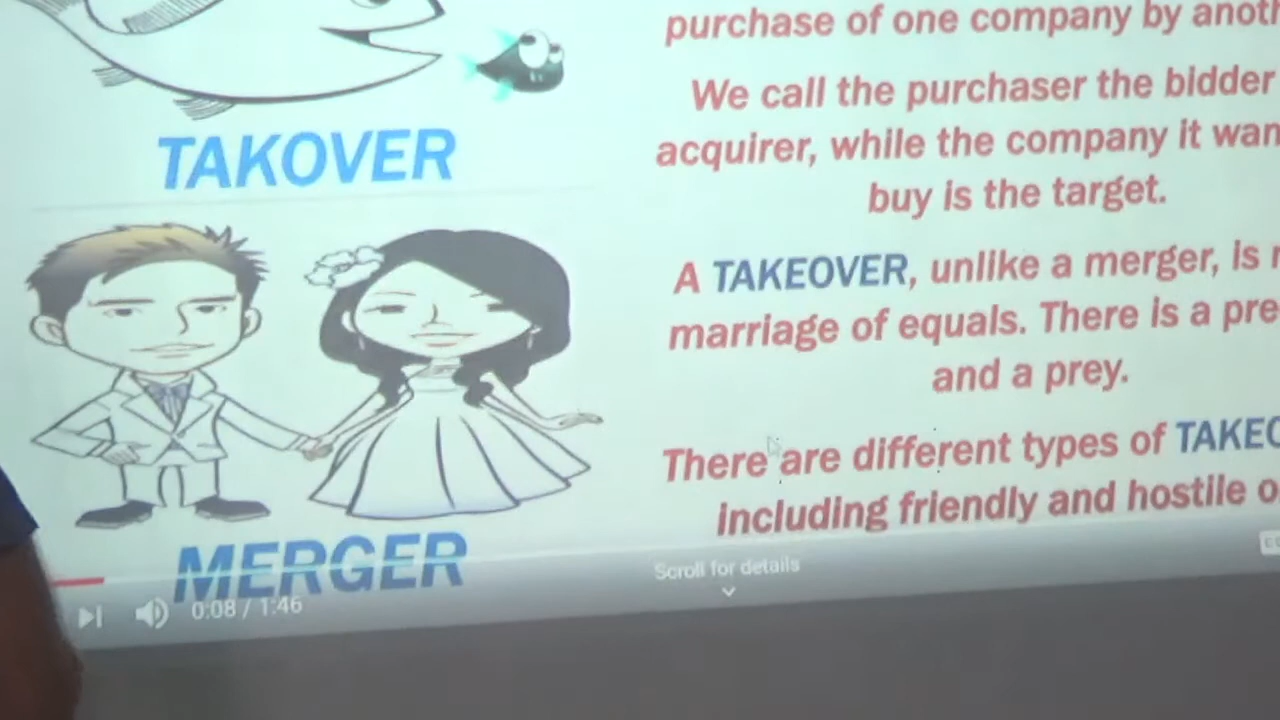 purchase of one company by anoth
We call the purchaser the bidder
acquirer, while the company it wan
buy is the target.
TAKOVER
A TAKEOVER, unlike a merger, is
marriage of equals. There is a pre
and a prey.
There are different types of TAKEO
including friendly and hostile o
MERGER
Scroll for details
0:08 / 1:46